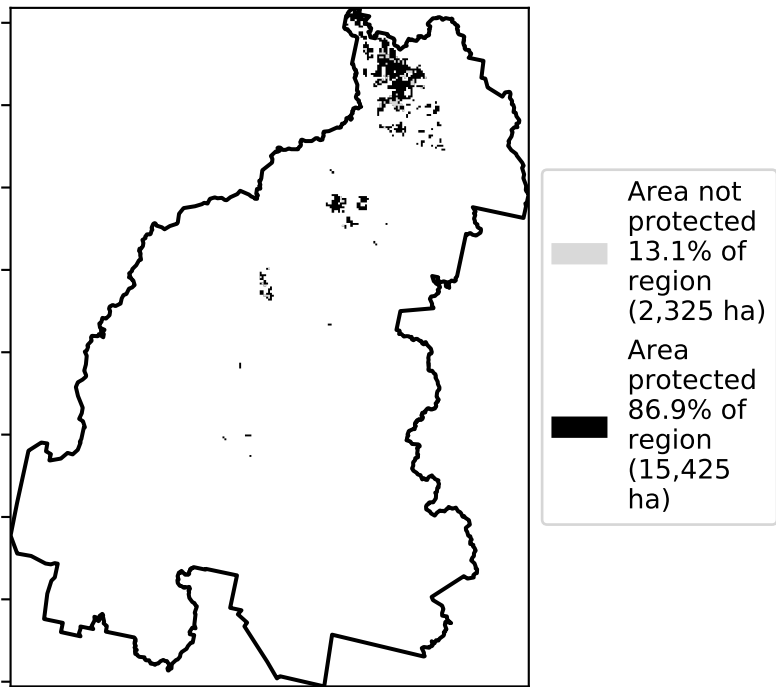 Area not
protected
13.1% of
region
(2,325 ha)
Area
protected
86.9% of
region
(15,425
ha)